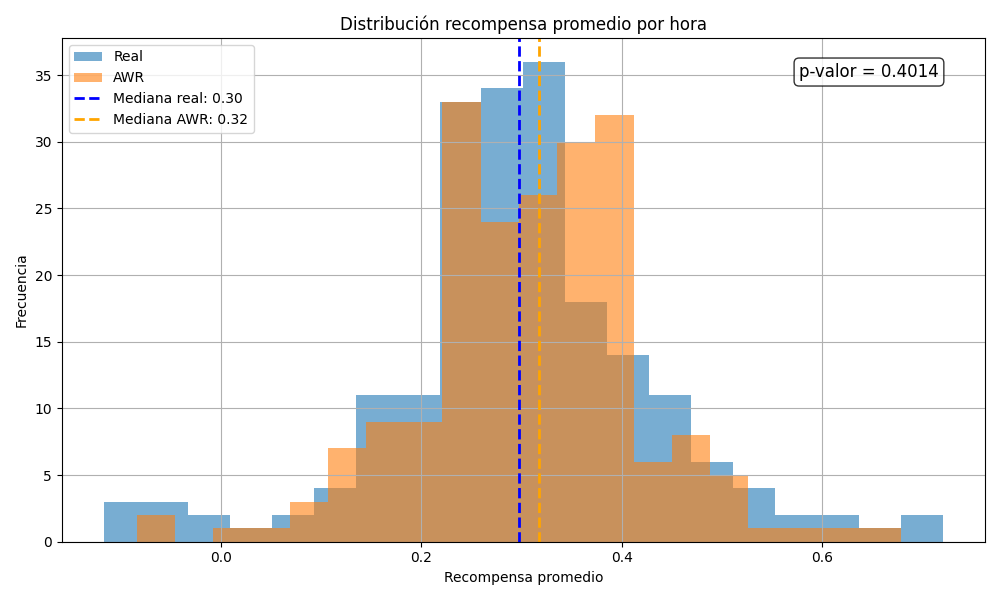 Distribución recompensa promedio por hora
Real
AWR
Mediana real: 0.30
Mediana AWR: 0.32
p-valor = 0.4014
Frecuencia
35
30
25
20
15
10
5
0
0.0
0.2
0.4
0.6
Recompensa promedio